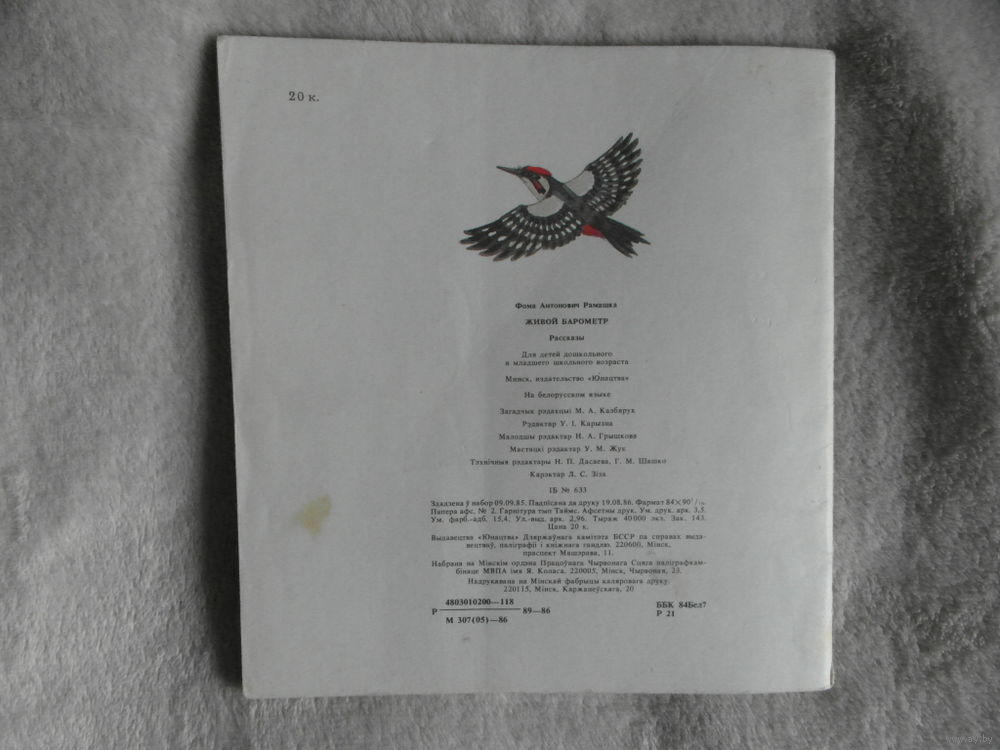 20 к.
Фома Антонович Рамашка
ЖИВОЙ БАРОМЕТР
Рассказы
Для детей дошкольного
и младшего школьного возраста
Минск, издательство «Юнацтва»
На белорусском языке
Загадчык рэдакцыі М. А. Казбярук
Рэдактар У. І. Карызна
Малодшы рэдактар Н. А. Грышкова
Мастацкі рэдактар У. М. Жук
Тэхнічныя рэдактары Н. П. Дасаева, Г. М. Шашко
Карэктар Л. С. Зіза
ІБ № 633
Здадзена ў набор 09.09.85. Падпісана да друку 19.08.86. Фармат 84×90¹/₁₆.
Папера афс. № 2. Гарнітура тып Таймс. Афсетны друк. Ум. друк. арк. 3,5.
Ум. фарб.-адб. 15,4. Ул.-выд. арк. 2,96. Тыраж 40 000 экз. Зак. 143.
Цана 20 к.
Выдавецтва «Юнацтва» Дзяржаўнага камітэта БССР па справах выда-
вецтваў, паліграфіі і кніжнага гандлю. 220600, Мінск,
праспект Машэрава, 11.
Набрана на Мінскім ордэна Працоўнага Чырвонага Сцяга паліграфкам-
бінаце МВПА імя Я. Коласа. 220005, Мінск, Чырвоная, 23.
Надрукавана на Мінскай фабрыцы каляровага друку.
220115, Мінск, Каржанеўскага, 20
Р 4803010200—118 89—86
М 307(05)—86
ББК 84Бел7
Р 21
www.ay.by